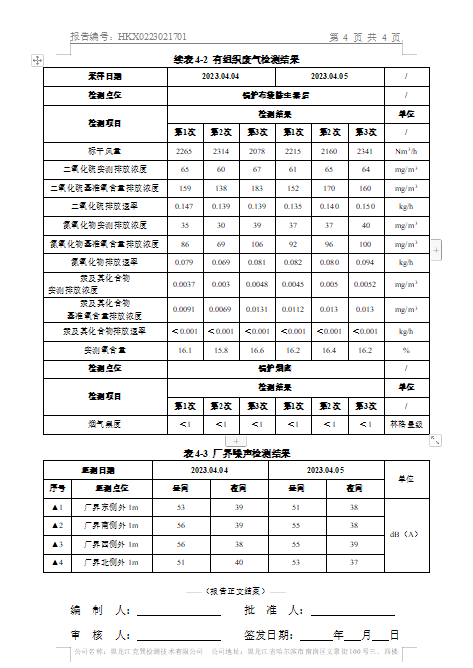 报告编号：HKX0223021701 第 4 页 共 4 页
续表 4-2 有组织废气检测结果
采样日期 2023.04.04 2023.04.05 /
检测点位 锅炉布袋除尘器后 /
检测项目 检测结果 单位
第1次 第2次 第3次 第1次 第2次 第3次 /
标干风量 2265 2314 2078 2215 2160 2341 Nm³/h
二氧化硫实测排放浓度 65 60 67 61 65 64 mg/m³
二氧化硫基准氧含量排放浓度 159 138 183 152 170 160 mg/m³
二氧化硫排放速率 0.147 0.139 0.139 0.135 0.140 0.150 kg/h
氮氧化物实测排放浓度 35 30 39 37 37 40 mg/m³
氮氧化物基准氧含量排放浓度 86 69 106 92 96 100 mg/m³
氮氧化物排放速率 0.079 0.069 0.081 0.082 0.080 0.094 kg/h
汞及其化合物
实测排放浓度 0.0037 0.003 0.0048 0.0045 0.005 0.0052 mg/m³
汞及其化合物
基准氧含量排放浓度 0.0091 0.0069 0.0131 0.0112 0.013 0.013 mg/m³
汞及其化合物排放速率 ＜0.001 ＜0.001 ＜0.001 ＜0.001 ＜0.001 ＜0.001 kg/h
实测氧含量 16.1 15.8 16.6 16.2 16.4 16.2 %
检测点位 锅炉烟囱 /
检测项目 检测结果 单位
第1次 第2次 第3次 第1次 第2次 第3次 /
烟气黑度 ＜1 ＜1 ＜1 ＜1 ＜1 ＜1 林格曼级
表 4-3 厂界噪声检测结果
监测日期 2023.04.04 2023.04.05 单位
序号 监测点位 昼间 夜间 昼间 夜间
▲1 厂界东侧外 1m 53 39 51 38 dB（A）
▲2 厂界南侧外 1m 56 39 55 38
▲3 厂界西侧外 1m 56 38 55 39
▲4 厂界北侧外 1m 51 40 53 37
——（报告正文结束）——
编 制 人： 批 准 人：
审 核 人： 签发日期： 年 月 日
公司名称：黑龙江克贸检测技术有限公司 公司地址：黑龙江省哈尔滨市南岗区文景街 100 号三、四楼